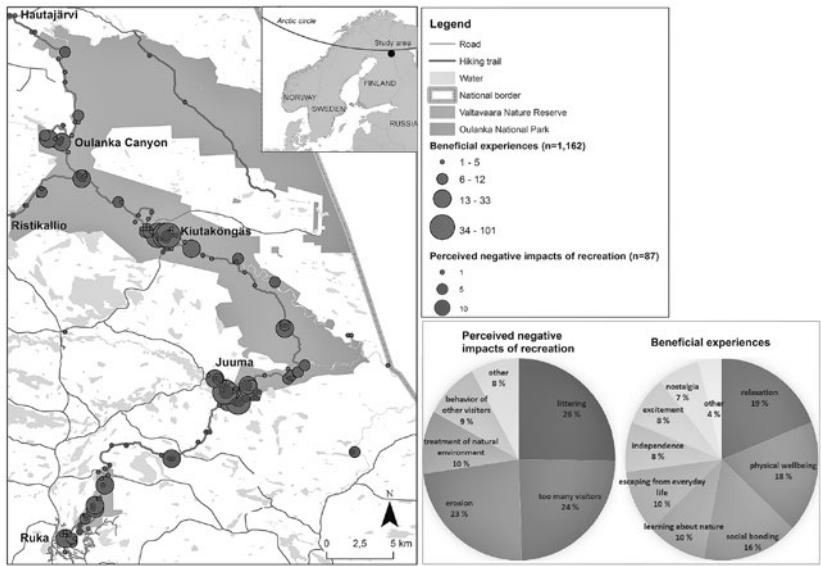 Hautajärvi
Oulanka Canyon
Ristikallio
Kiutaköngäs
Juuma
Ruka
N
0 2,5 5 km
Arctic circle
Study area
FINLAND
NORWAY
SWEDEN
RUSSIA
Legend
Road
Hiking trail
Water
National border
Valtavaara Nature Reserve
Oulanka National Park
Beneficial experiences (n=1,162)
1 - 5
6 - 12
13 - 33
34 - 101
Perceived negative impacts of recreation (n=87)
1
5
10
Perceived negative
impacts of recreation
other
8 %
littering
26 %
behavior of
other visitors
9 %
treatment of natural
environment
10 %
erosion
23 %
too many visitors
24 %
Beneficial experiences
nostalgia
7 %
other
4 %
relaxation
19 %
excitement
8 %
independence
8 %
physical wellbeing
18 %
escaping from everyday
life
10 %
learning about nature
10 %
social bonding
16 %